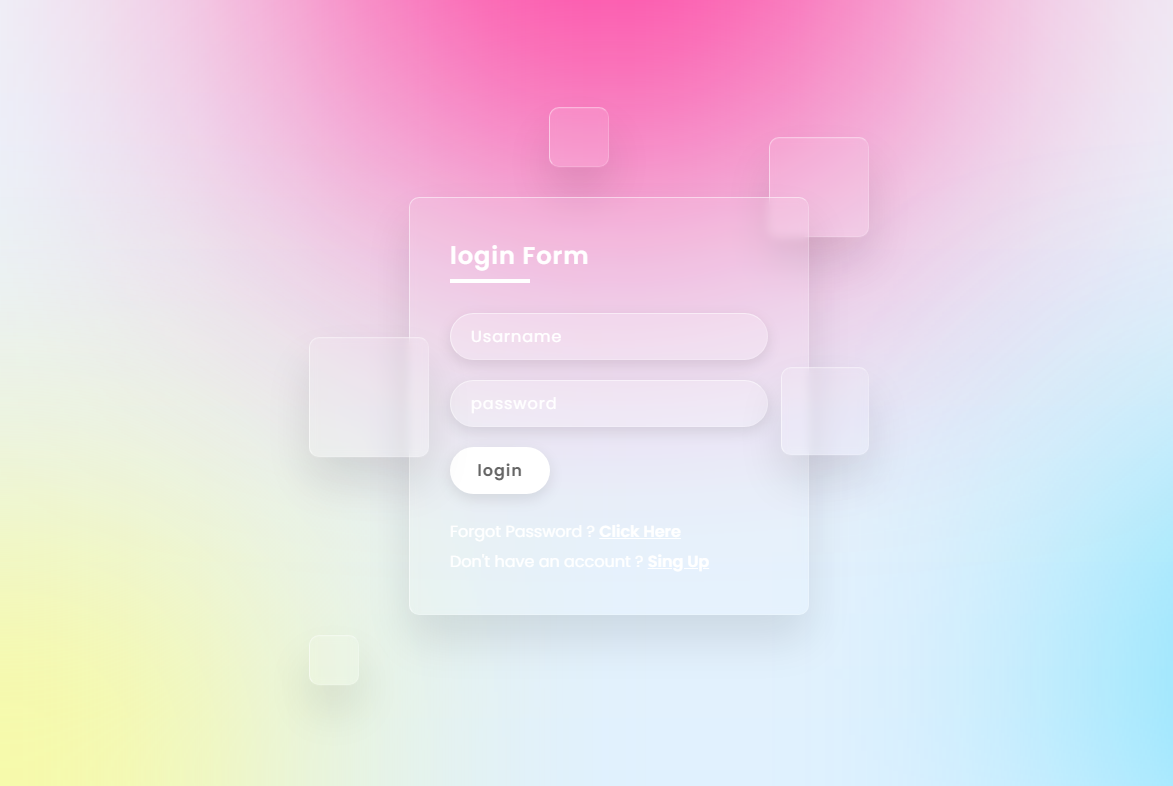 login Form
Usarname
password
login
Forgot Password ? Click Here
Don't have an account ? Sing Up